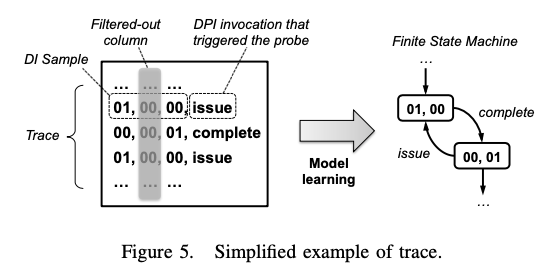 Filtered-out
column
DPI invocation that
triggered the probe
DI Sample
Finite State Machine
... ... ...
01, 00, 00, issue
00, 00, 01, complete
01, 00, 00, issue
... ... ...
Trace
Model
learning
...
01, 00
complete
issue
00, 01
...
Figure 5. Simplified example of trace.